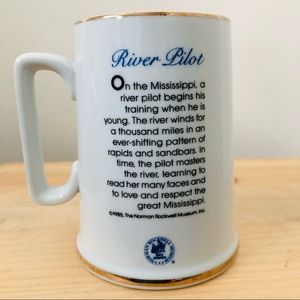 River Pilot
On the Mississippi, a
river pilot begins his
training when he is
young. The river winds for
a thousand miles in an
ever-shifting pattern of
rapids and sandbars. In
time, the pilot masters
the river, learning to
read her many faces and
to love and respect the
great Mississippi.
©1985, The Norman Rockwell Museum, Inc.